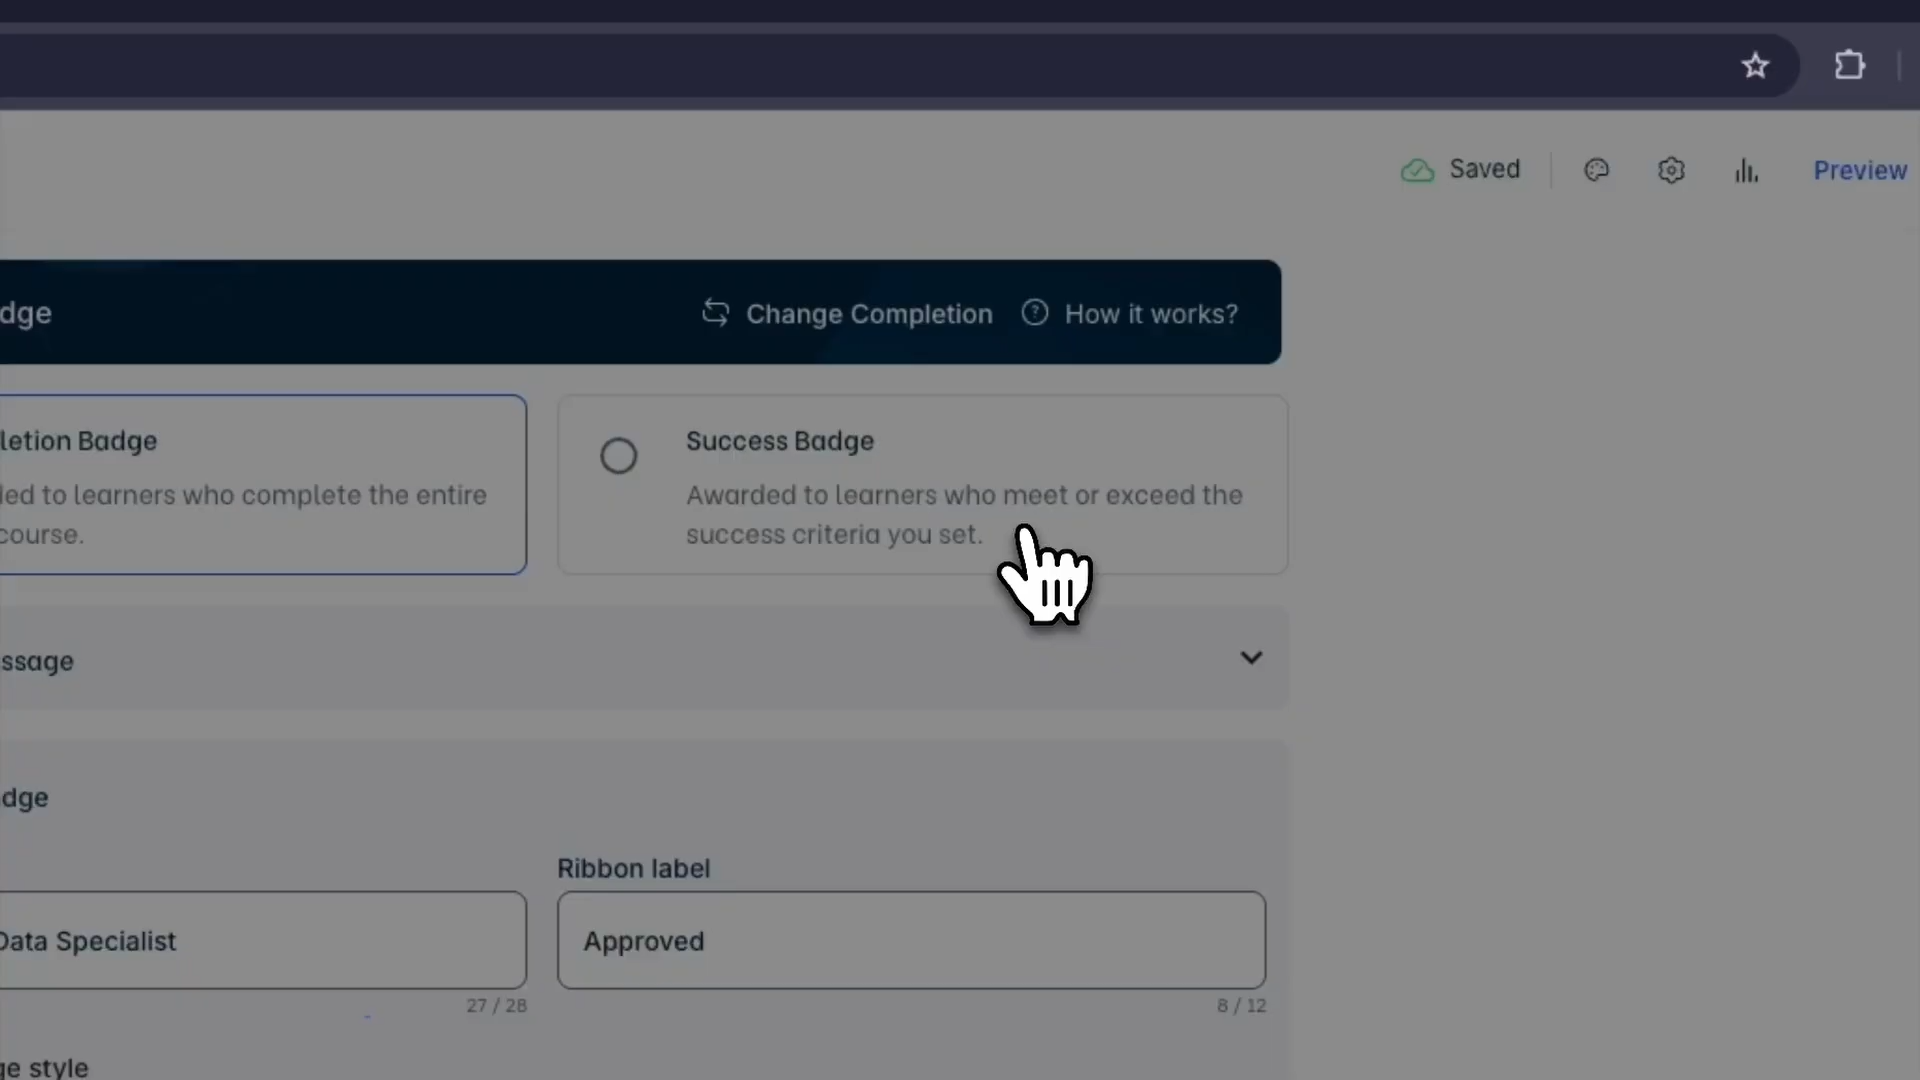 Saved
Preview
dge
Change Completion
How it works?
letion Badge
ded to learners who complete the entire
course.
Success Badge
Awarded to learners who meet or exceed the
success criteria you set.
ssage
dge
Data Specialist
27 / 28
Ribbon label
Approved
8 / 12
ge style